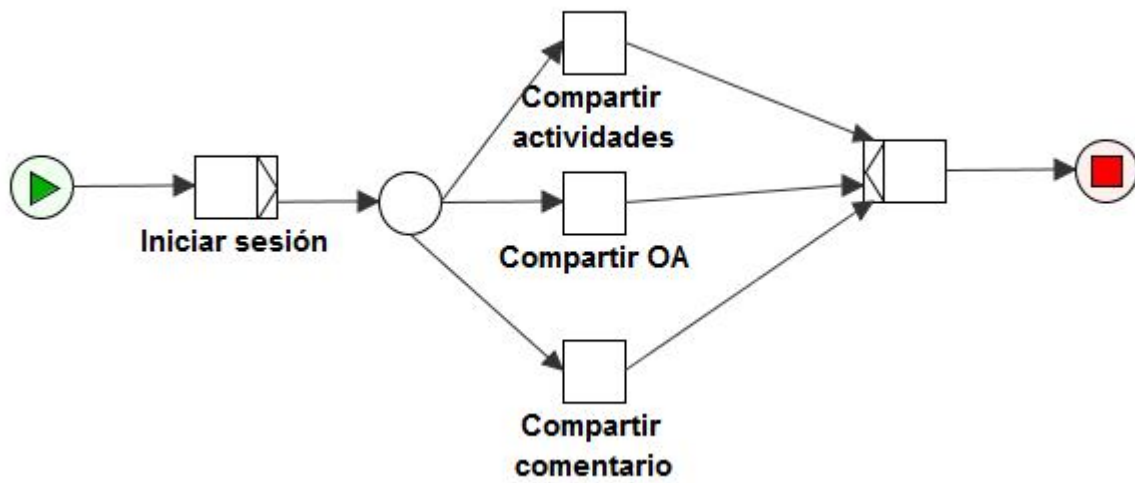 Compartir
actividades
Iniciar sesión
Compartir OA
Compartir
comentario